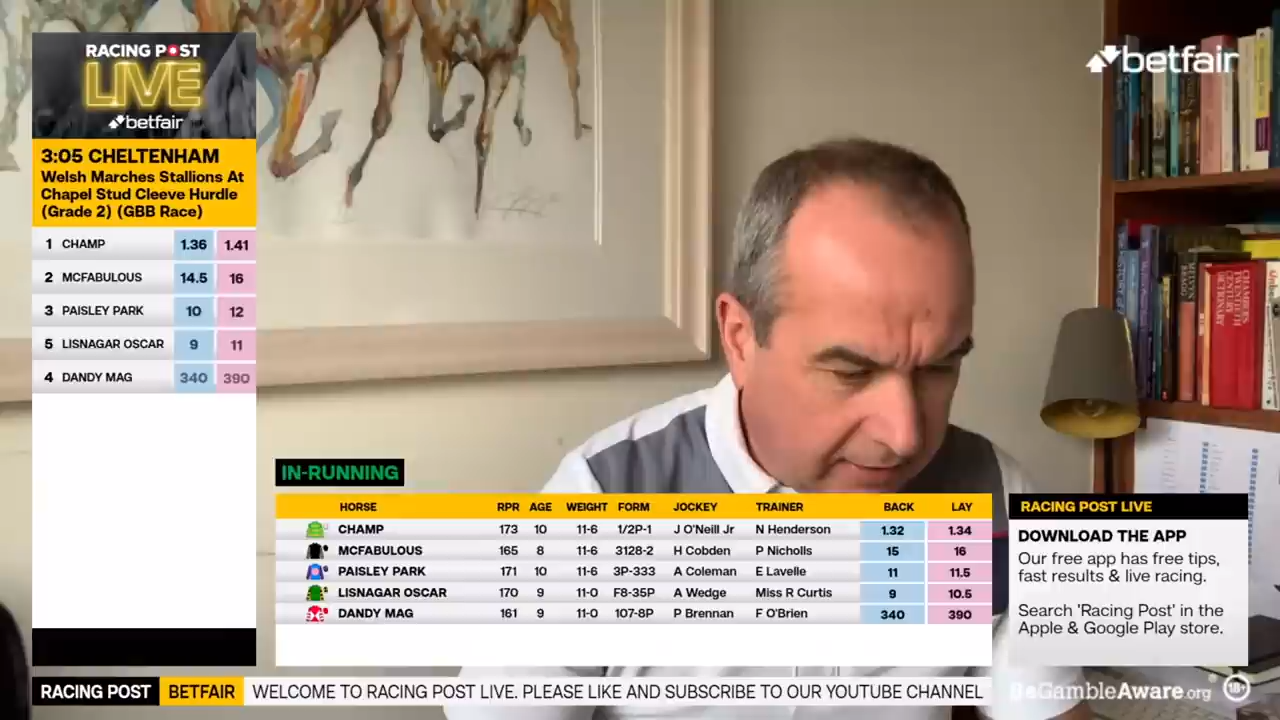 RACING POST
LIVE
betfair
3:05 CHELTENHAM
Welsh Marches Stallions At
Chapel Stud Cleeve Hurdle
(Grade 2) (GBB Race)
1 CHAMP 1.36 1.41
2 MCFABULOUS 14.5 16
3 PAISLEY PARK 10 12
5 LISNAGAR OSCAR 9 11
4 DANDY MAG 340 390
betfair
MELVYN BRAGG
CHAMBERS
TWENTIETH
CENTURY
DICTIONARY
IN-RUNNING
HORSE RPR AGE WEIGHT FORM JOCKEY TRAINER BACK LAY
CHAMP 173 10 11-6 1/2P-1 J O'Neill Jr N Henderson 1.32 1.34
MCFABULOUS 165 8 11-6 3128-2 H Cobden P Nicholls 15 16
PAISLEY PARK 171 10 11-6 3P-333 A Coleman E Lavelle 11 11.5
LISNAGAR OSCAR 170 9 11-0 F8-35P A Wedge Miss R Curtis 9 10.5
DANDY MAG 161 9 11-0 107-8P P Brennan F O'Brien 340 390
RACING POST LIVE
DOWNLOAD THE APP
Our free app has free tips,
fast results & live racing.
Search 'Racing Post' in the
Apple & Google Play store.
RACING POST BETFAIR WELCOME TO RACING POST LIVE. PLEASE LIKE AND SUBSCRIBE TO OUR YOUTUBE CHANNEL
BeGambleAware.org 18+